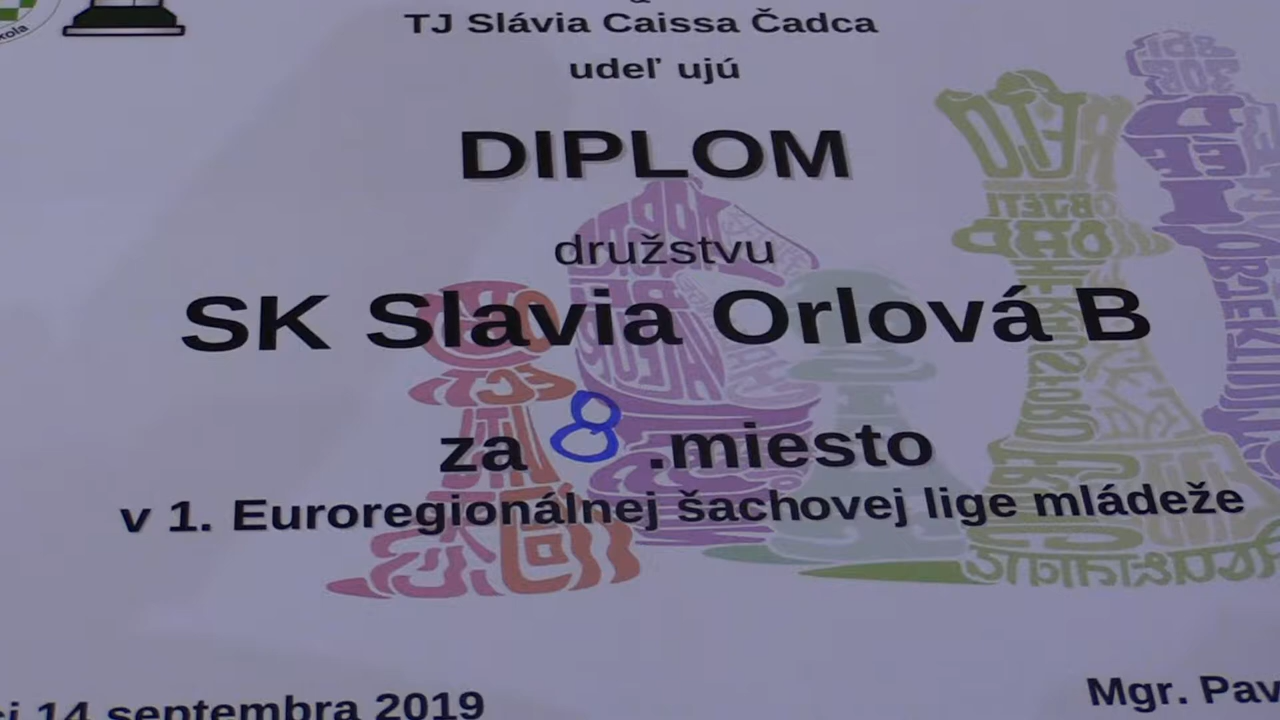 TJ Slávia Caissa Čadca
udeľ ujú
DIPLOM
družstvu
SK Slavia Orlová B
za 8 .miesto
v 1. Euroregionálnej šachovej lige mládeže
14 septembra 2019
Mgr.